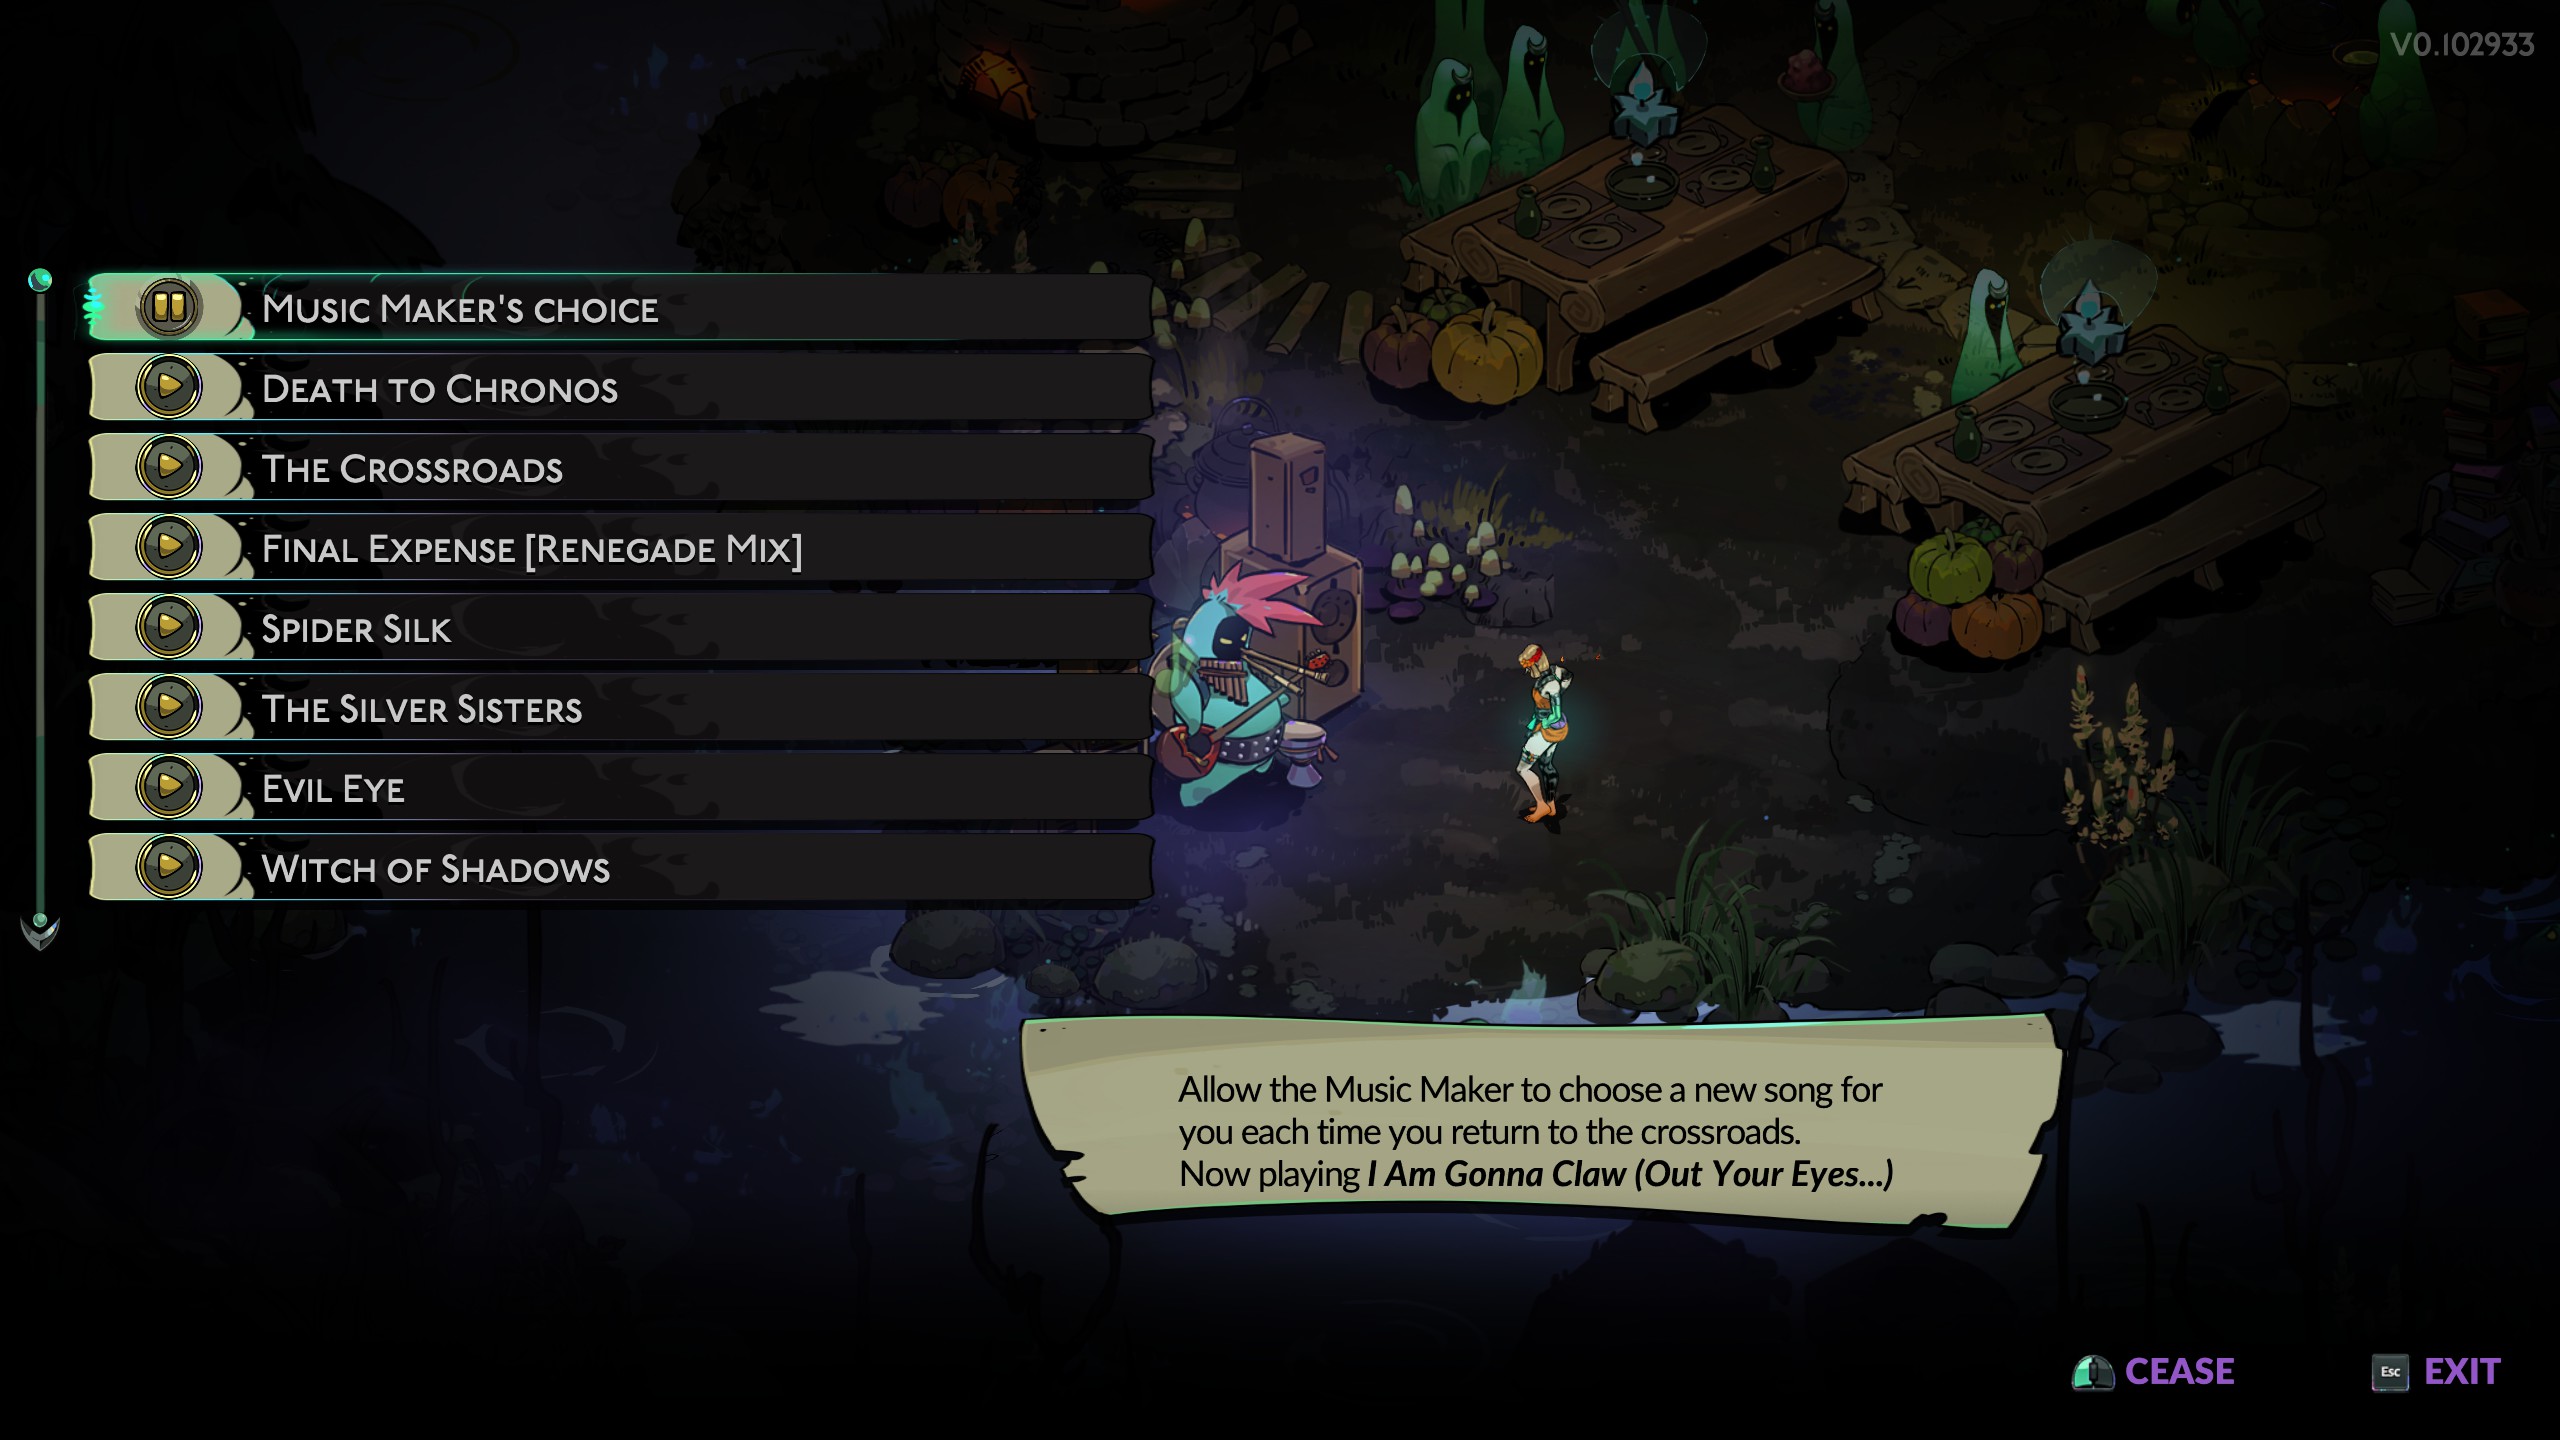 V0.102933
Music Maker's choice
Death to Chronos
The Crossroads
Final Expense [Renegade Mix]
Spider Silk
The Silver Sisters
Evil Eye
Witch of Shadows
Allow the Music Maker to choose a new song for
you each time you return to the crossroads.
Now playing I Am Gonna Claw (Out Your Eyes...)
CEASE
Esc EXIT